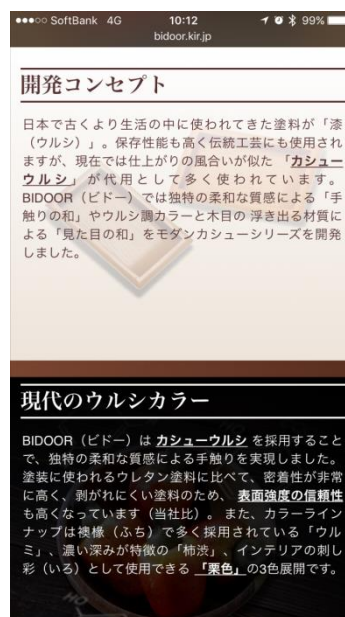 SoftBank 4G 10:12 99%
bidoor.kir.jp
開発コンセプト
日本で古くより生活の中に使われてきた塗料が「漆
（ウルシ）」。保存性能も高く伝統工芸にも使用され
ますが、現在では仕上がりの風合いが似た 「カシュー
ウルシ」 が代用として多く使われています。
BIDOOR（ビドー）では独特の柔和な質感による「手
触りの和」やウルシ調カラーと木目の 浮き出る材質に
よる「見た目の和」をモダンカシューシリーズを開発
しました。
現代のウルシカラー
BIDOOR（ビドー）は カシューウルシ を採用すること
で、独特の柔和な質感による手触りを実現しました。
塗装に使われるウレタン塗料に比べて、密着性が非常
に高く、剥がれにくい塗料のため、 表面強度の信頼性
も高くなっています（当社比）。 また、カラーライン
ナップは襖椽（ふち）で多く採用されている「ウル
ミ」、濃い深みが特徴の「柿渋」、インテリアの刺し
彩（いろ）として使用できる 「栗色」の3色展開です。